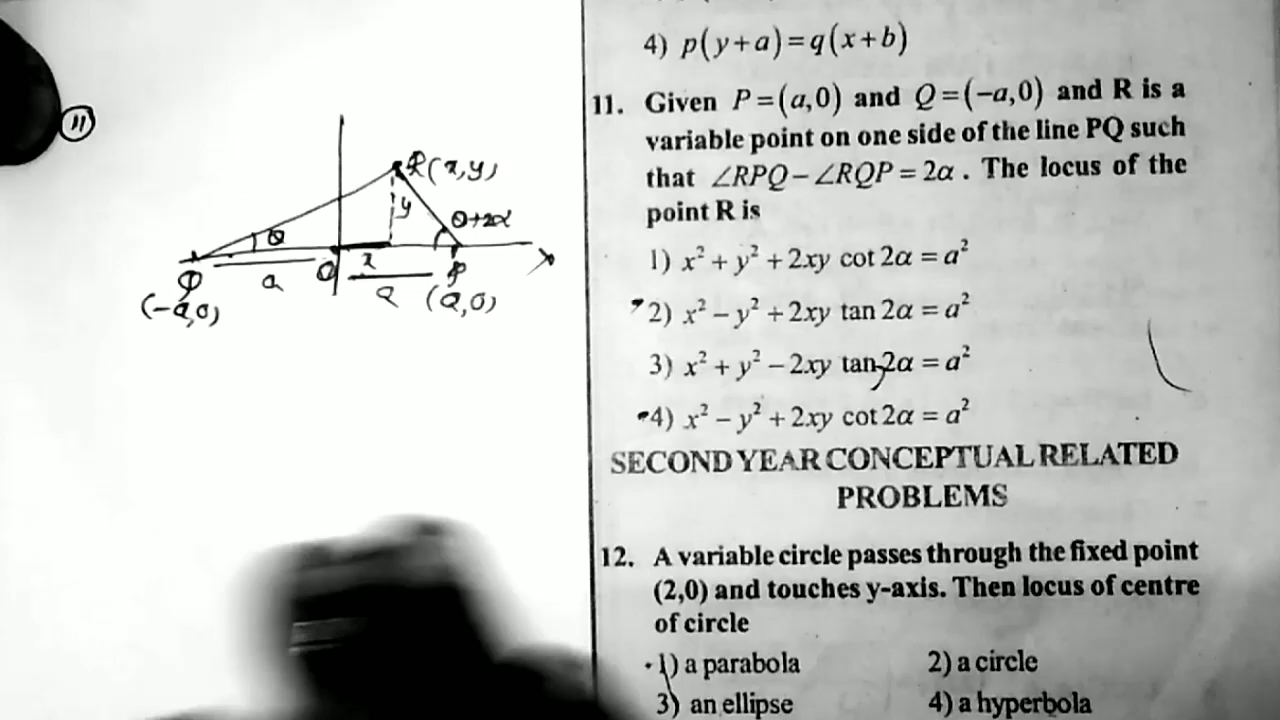 11
R(x,y)
y
θ
θ+2α
Q
a
O
x
a
P
(-a,0)
(a,0)
4) p(y+a)=q(x+b)
11. Given P=(a,0) and Q=(-a,0) and R is a
variable point on one side of the line PQ such
that ∠RPQ-∠RQP=2α. The locus of the
point R is
1) x²+y²+2xy cot 2α = a²
2) x²-y²+2xy tan 2α = a²
3) x²+y²-2xy tan 2α = a²
4) x²-y²+2xy cot 2α = a²
SECOND YEAR CONCEPTUAL RELATED
PROBLEMS
12. A variable circle passes through the fixed point
(2,0) and touches y-axis. Then locus of centre
of circle
1) a parabola 2) a circle
3) an ellipse 4) a hyperbola